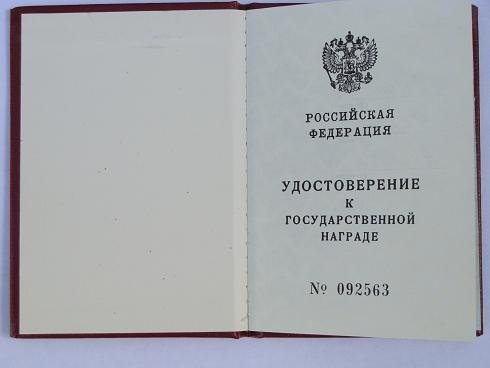 РОССИЙСКАЯ
ФЕДЕРАЦИЯ
УДОСТОВЕРЕНИЕ
К
ГОСУДАРСТВЕННОЙ
НАГРАДЕ
№ 092563